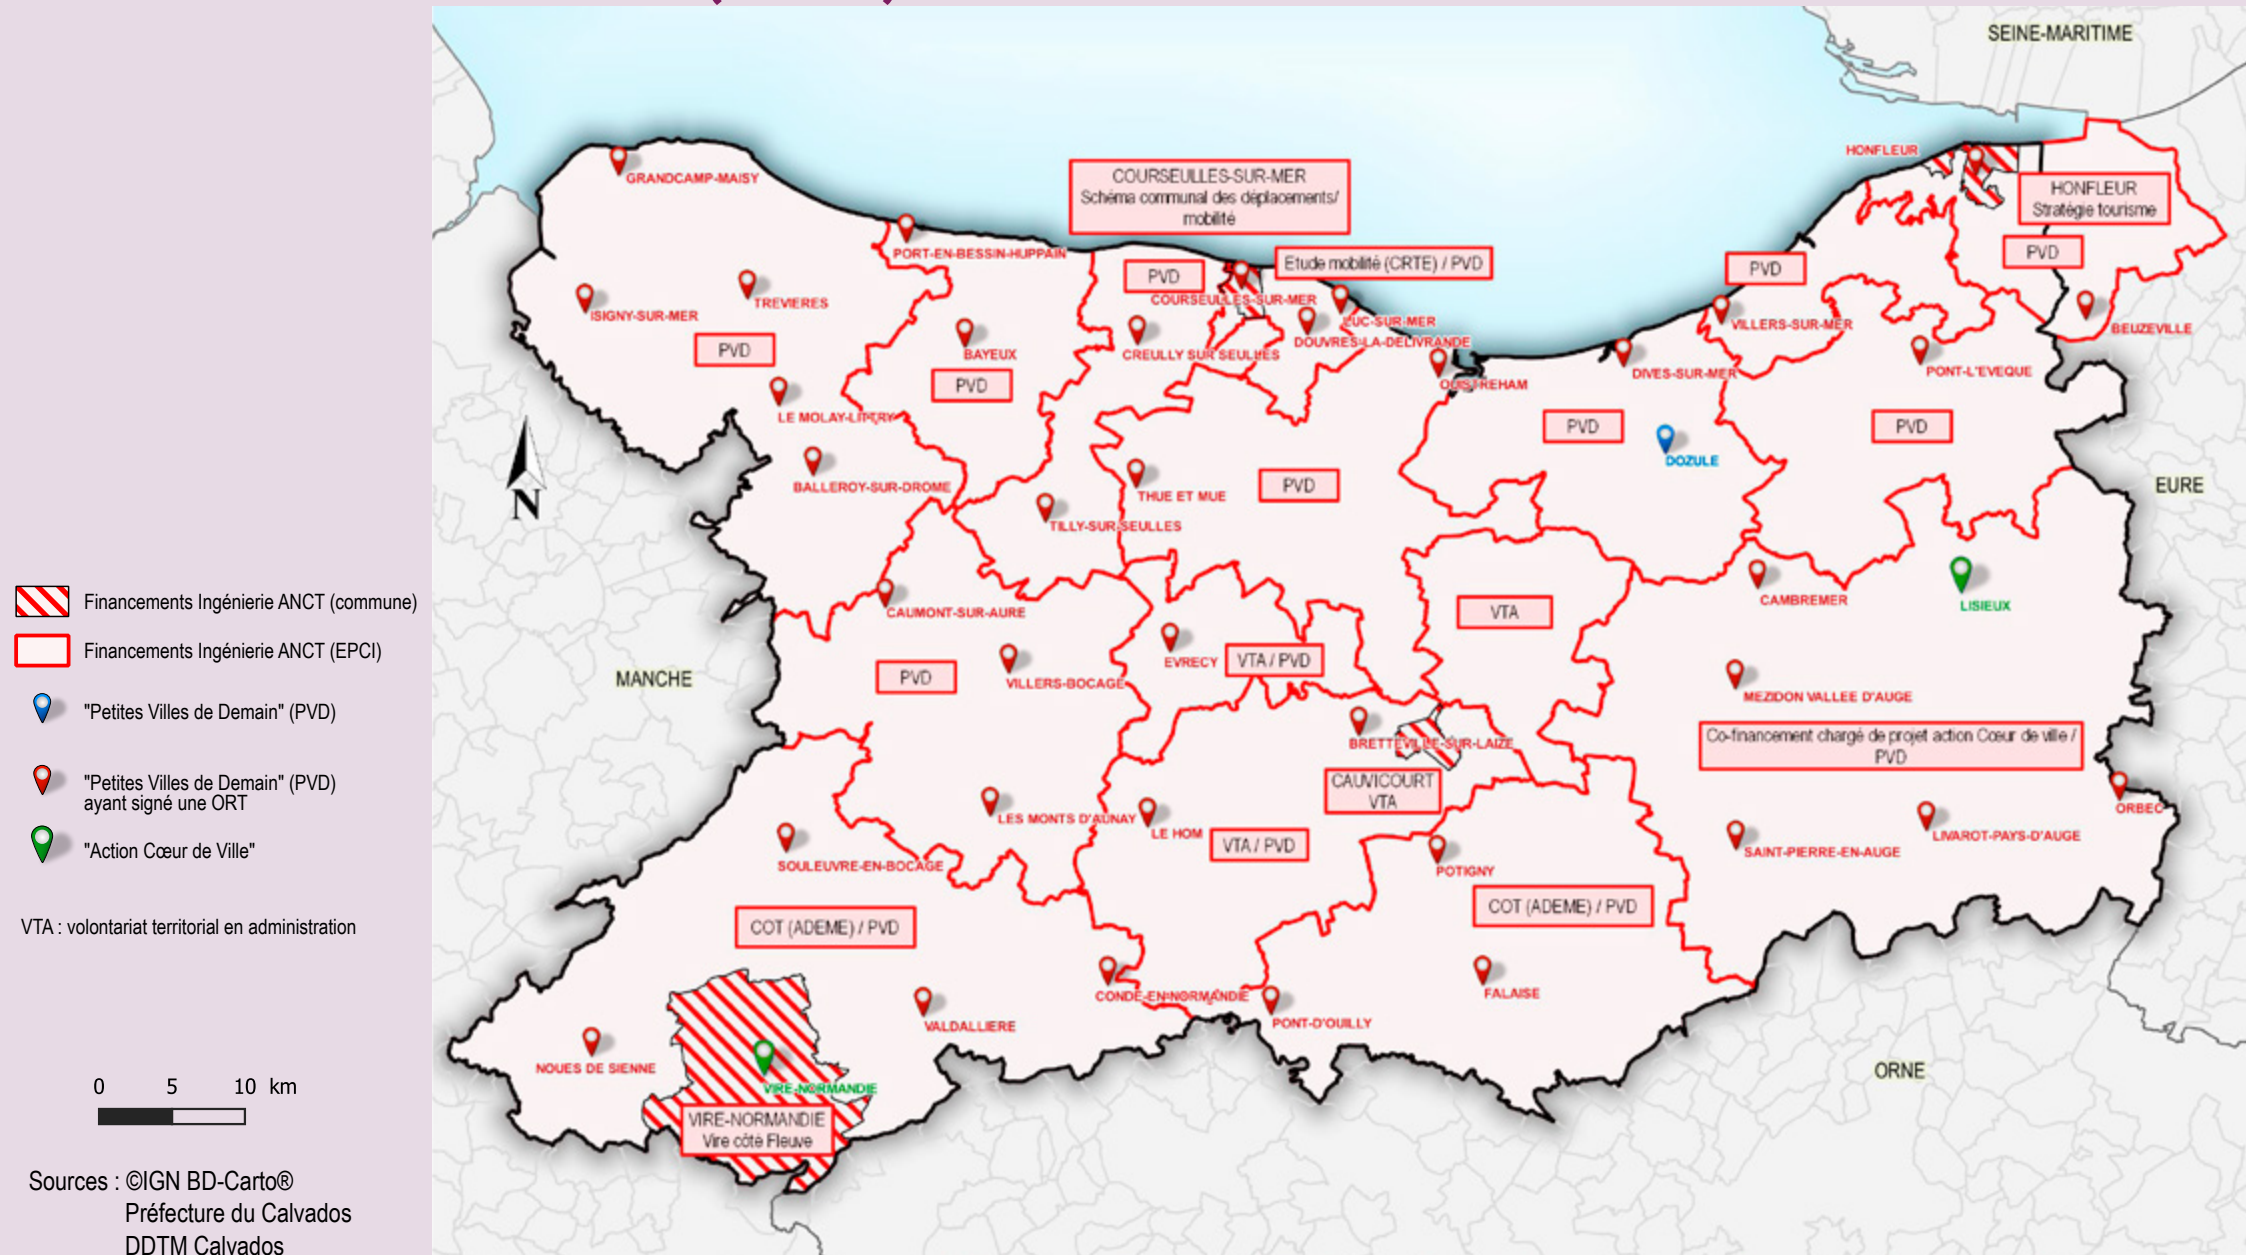 SEINE-MARITIME
HONFLEUR
GRANDCAMP-MAISY
COURSEULLES-SUR-MER
Schéma communal des déplacements/
mobilité
HONFLEUR
Stratégie tourisme
PORT-EN-BESSIN-HUPPAIN
PVD
Etude mobilité (CRTE) / PVD
PVD
PVD
ISIGNY-SUR-MER
TREVIERES
COURSEULLES-SUR-MER
LUC-SUR-MER
VILLERS-SUR-MER
BEUZEVILLE
PVD
BAYEUX
CREULLY SUR SEULLES
DOUVRES-LA-DELIVRANDE
OUISTREHAM
DIVES-SUR-MER
PONT-L'EVEQUE
PVD
LE MOLAY-LITTRY
PVD
PVD
DOZULE
BALLEROY-SUR-DROME
THUE ET MUE
PVD
EURE
N
TILLY-SUR-SEULLES
Financements Ingénierie ANCT (commune)
CAUMONT-SUR-AURE
VTA
CAMBREMER
LISIEUX
Financements Ingénierie ANCT (EPCI)
MANCHE
PVD
VILLERS-BOCAGE
EVRECY
VTA / PVD
MEZIDON VALLEE D'AUGE
"Petites Villes de Demain" (PVD)
BRETTEVILLE-SUR-LAIZE
Co-financement chargé de projet action Cœur de ville /
PVD
"Petites Villes de Demain" (PVD)
ayant signé une ORT
CAUVICOURT
VTA
LES MONTS D'AUNAY
LE HOM
ORBEC
"Action Cœur de Ville"
SOULEUVRE-EN-BOCAGE
VTA / PVD
POTIGNY
SAINT-PIERRE-EN-AUGE
LIVAROT-PAYS-D'AUGE
VTA : volontariat territorial en administration
COT (ADEME) / PVD
COT (ADEME) / PVD
CONDE-EN-NORMANDIE
FALAISE
VALDALLIERE
PONT-D'OUILLY
NOUES DE SIENNE
VIRE-NORMANDIE
ORNE
0 5 10 km
VIRE-NORMANDIE
Vire côté Fleuve
Sources : ©IGN BD-Carto®
Préfecture du Calvados
DDTM Calvados